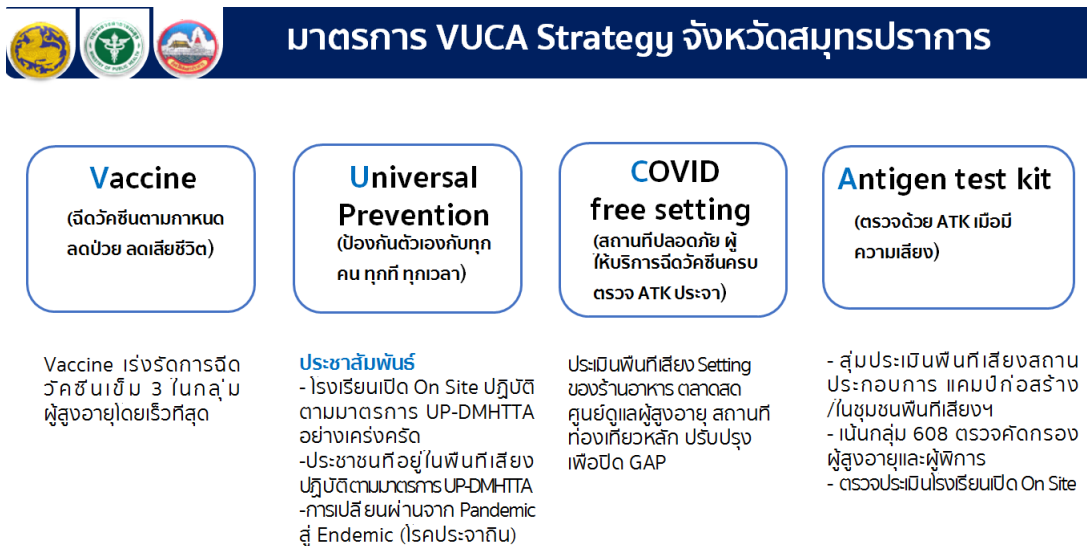 มาตรการ VUCA Strategy จังหวัดสมุทรปราการ
Vaccine
(ฉีดวัคซีนตามกาหนด
ลดป่วย ลดเสียชีวิต)
Vaccine เร่งรัดการฉีด
วัคซีนเข็ม 3 ในกลุ่ม
ผู้สูงอายุโดยเร็วทีสุด
Universal
Prevention
(ป้องกันตัวเองกับทุก
คน ทุกที ทุกเวลา)
ประชาสัมพันธ์
- โรงเรียนเปิด On Site ปฏิบัติ
ตามมาตรการ UP-DMHTTA
อย่างเคร่งครัด
-ประชาชนทีอยู่ในพืนทีเสียง
ปฏิบัติตามมาตรการ UP-DMHTTA
-การเปลียนผ่านจาก Pandemic
สู่ Endemic (โรคประจาถิน)
COVID
free setting
(สถานทีปลอดภัย ผู้
ให้บริการฉีดวัคซีนครบ
ตรวจ ATK ประจา)
ประเมินพืนทีเสียง Setting
ของร้านอาหาร ตลาดสด
ศูนย์ดูแลผู้สูงอายุ สถานที
ท่องเทียวหลัก ปรับปรุง
เพือปิด GAP
Antigen test kit
(ตรวจด้วย ATK เมือมี
ความเสียง)
- สุ่มประเมินพืนทีเสียงสถาน
ประกอบการ แคมป์ก่อสร้าง
/ในชุมชนพืนทีเสียงฯ
- เน้นกลุ่ม 608 ตรวจคัดกรอง
ผู้สูงอายุและผู้พิการ
- ตรวจประเมินโรงเรียนเปิด On Site